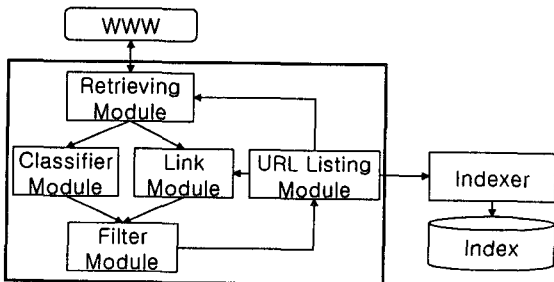 WWW
Retrieving
Module
Classifier
Module
Link
Module
URL Listing
Module
Indexer
Filter
Module
Index